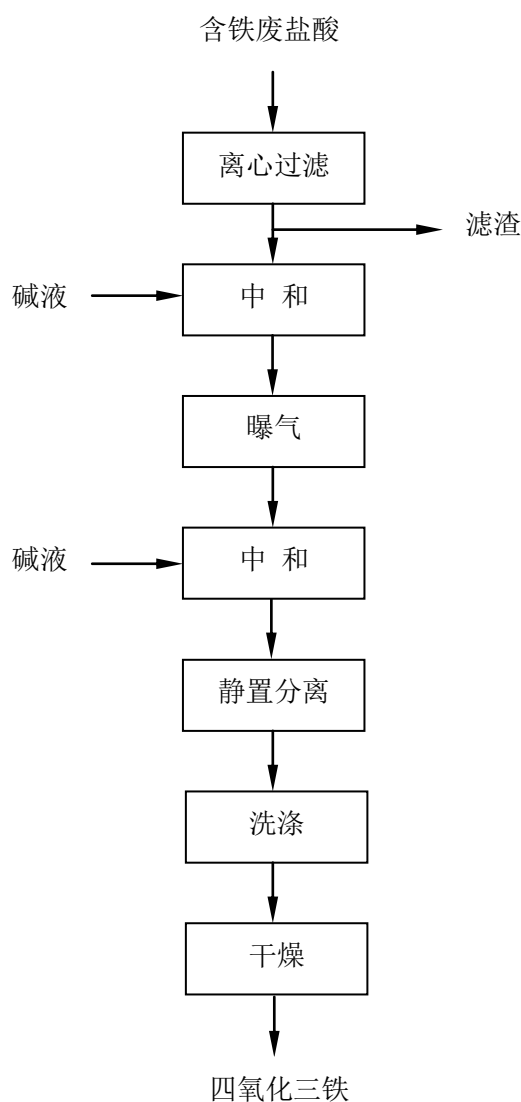 含铁废盐酸
离心过滤
滤渣
碱液
中 和
曝气
碱液
中 和
静置分离
洗涤
干燥
四氧化三铁